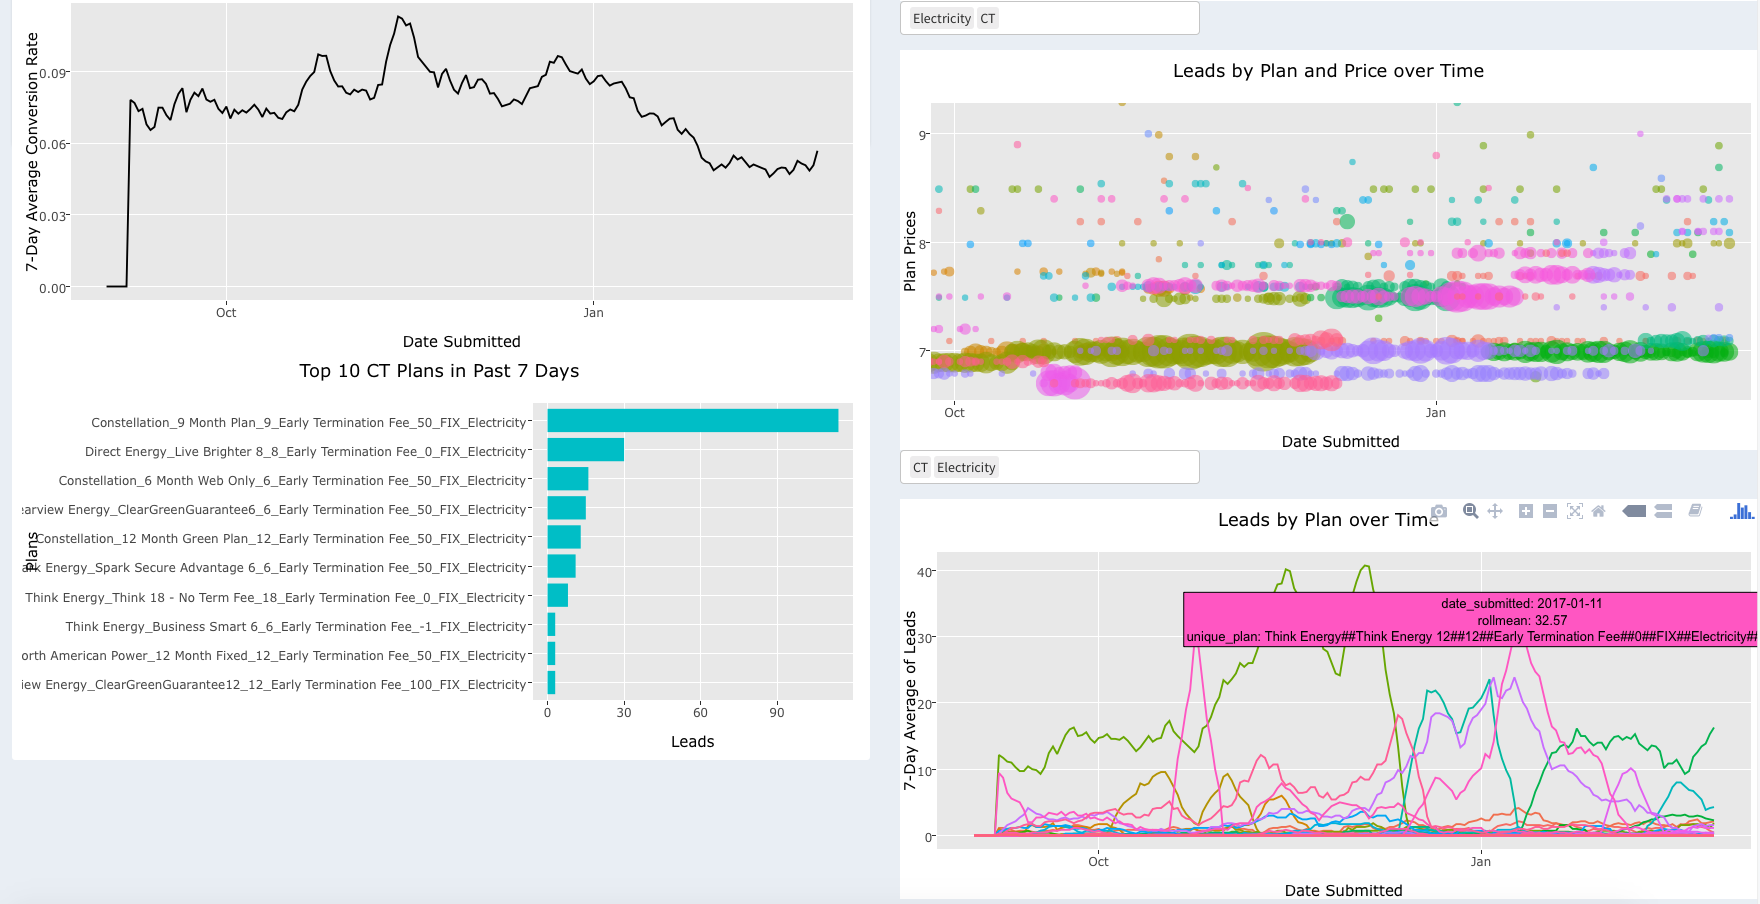 7-Day Average Conversion Rate
0.09
0.06
0.03
0.00
Oct
Jan
Date Submitted
Top 10 CT Plans in Past 7 Days
Plans
Constellation_9 Month Plan_9_Early Termination Fee_50_FIX_Electricity
Direct Energy_Live Brighter 8_8_Early Termination Fee_0_FIX_Electricity
Constellation_6 Month Web Only_6_Early Termination Fee_50_FIX_Electricity
arview Energy_ClearGreenGuarantee6_6_Early Termination Fee_50_FIX_Electricity
Constellation_12 Month Green Plan_12_Early Termination Fee_50_FIX_Electricity
ark Energy_Spark Secure Advantage 6_6_Early Termination Fee_50_FIX_Electricity
Think Energy_Think 18 - No Term Fee_18_Early Termination Fee_0_FIX_Electricity
Think Energy_Business Smart 6_6_Early Termination Fee_-1_FIX_Electricity
orth American Power_12 Month Fixed_12_Early Termination Fee_50_FIX_Electricity
iew Energy_ClearGreenGuarantee12_12_Early Termination Fee_100_FIX_Electricity
0 30 60 90
Leads
Electricity CT
Leads by Plan and Price over Time
Plan Prices
9
8
7
Oct
Jan
Date Submitted
CT Electricity
Leads by Plan over Time
7-Day Average of Leads
40
30
20
10
0
date_submitted: 2017-01-11
rollmean: 32.57
unique_plan: Think Energy##Think Energy 12##12##Early Termination Fee##0##FIX##Electricity##
Oct
Jan
Date Submitted